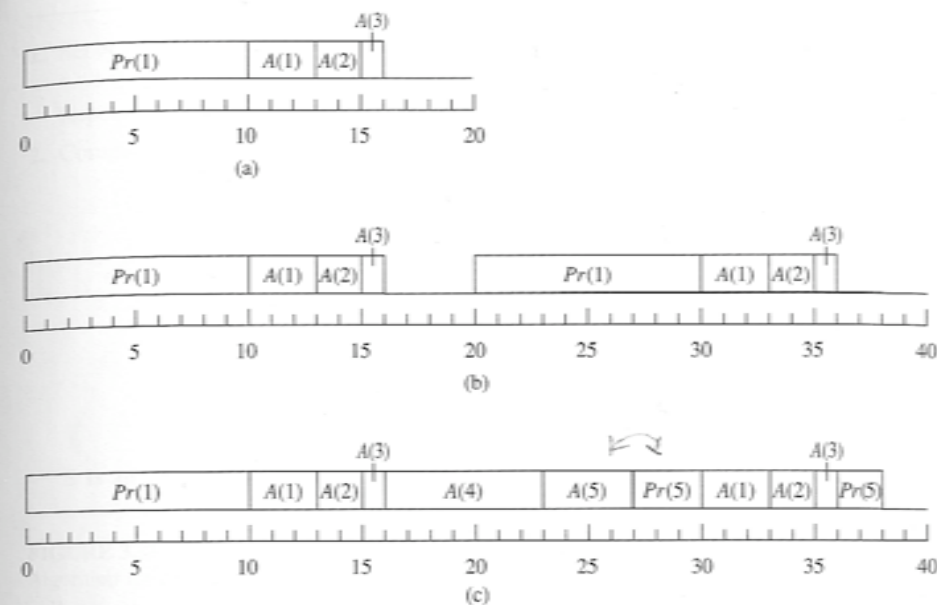 A(3)
Pr(1) A(1) A(2)
0 5 10 15 20
(a)
A(3) A(3)
Pr(1) A(1) A(2) Pr(1) A(1) A(2)
0 5 10 15 20 25 30 35 40
(b)
A(3) A(3)
Pr(1) A(1) A(2) A(4) A(5) Pr(5) A(1) A(2) Pr(5)
0 5 10 15 20 25 30 35 40
(c)